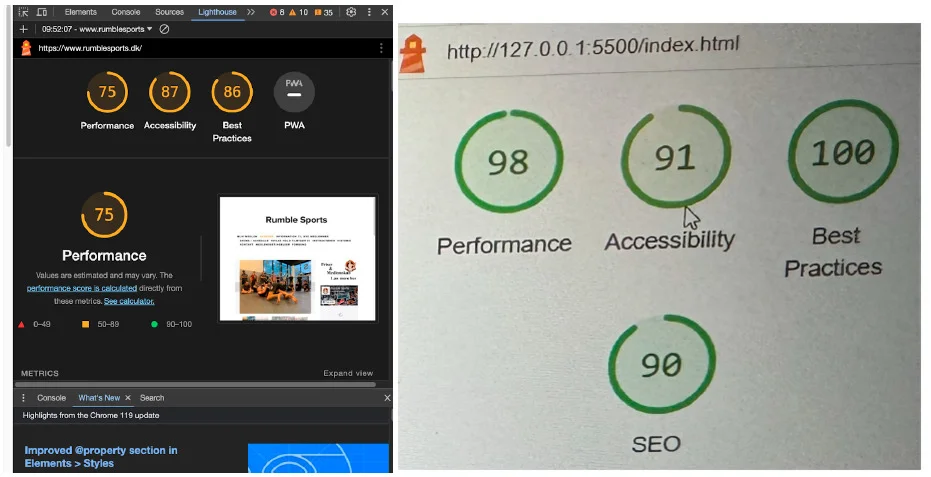 Elements Console Sources Lighthouse 8 10 35
09:52:07 - www.rumblesports.dk
https://www.rumblesports.dk/
75 87 86 PWA
Performance Accessibility Best Practices PWA
75
Performance
Values are estimated and may vary. The
performance score is calculated directly from
these metrics. See calculator.
0–49 50–89 90–100
Rumble Sports
METRICS Expand view
Console What's New Search
Highlights from the Chrome 119 update
Improved @property section in
Elements > Styles
http://127.0.0.1:5500/index.html
98 91 100
Performance Accessibility Best Practices
90
SEO